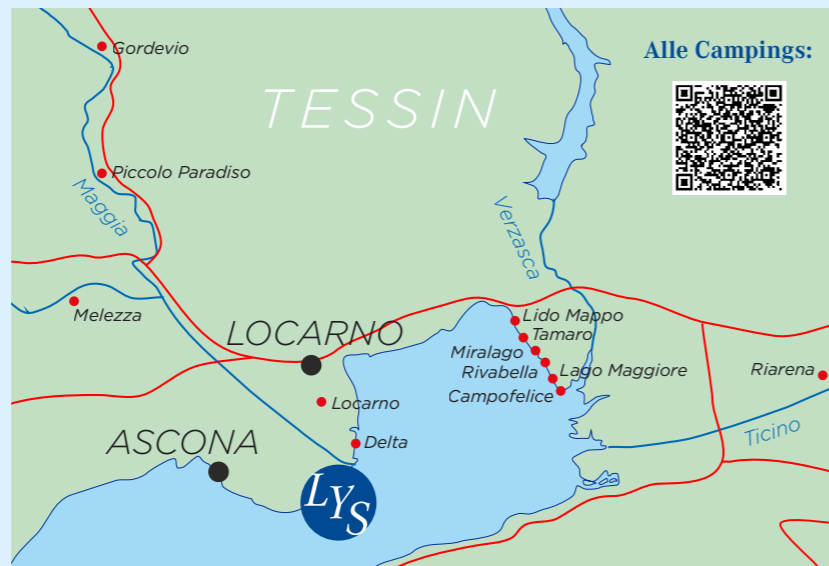 Gordevio
Alle Campings:
TESSIN
Piccolo Paradiso
Maggia
Verzasca
Melezza
Lido Mappo
Tamaro
LOCARNO
Miralago
Rivabella
Lago Maggiore
Riarena
Campofelice
Locarno
Ticino
ASCONA
Delta
LYS